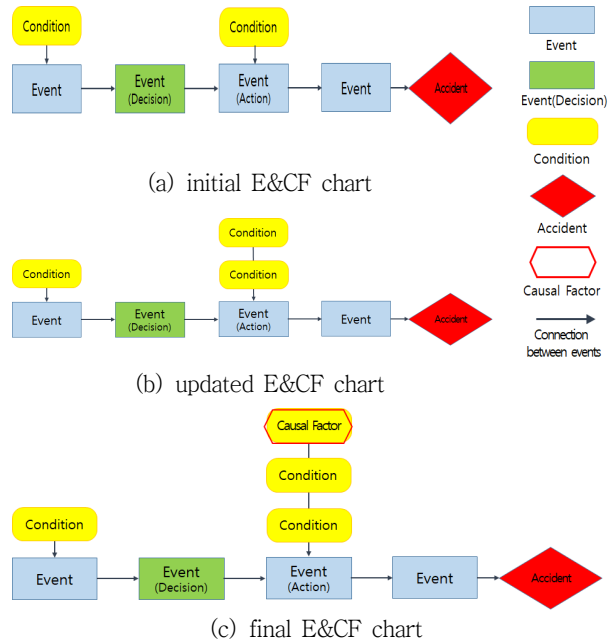 Condition
Condition
Event
Event
(Decision)
Event
(Action)
Event
Accident
(a) initial E&CF chart
Condition
Condition
Condition
Event
Event
(Decision)
Event
(Action)
Event
Accident
(b) updated E&CF chart
Causal Factor
Condition
Condition
Condition
Event
Event
(Decision)
Event
(Action)
Event
Accident
(c) final E&CF chart
Event
Event(Decision)
Condition
Accident
Causal Factor
Connection
between events